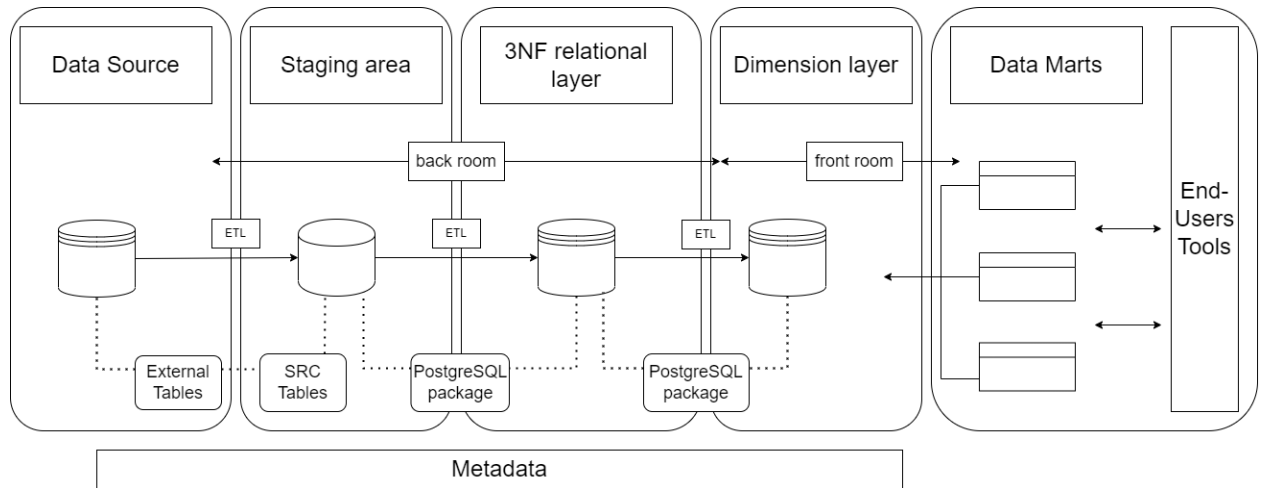 Data Source
Staging area
3NF relational
layer
Dimension layer
Data Marts
back room
front room
ETL
ETL
ETL
End-
Users
Tools
External
Tables
SRC
Tables
PostgreSQL
package
PostgreSQL
package
Metadata